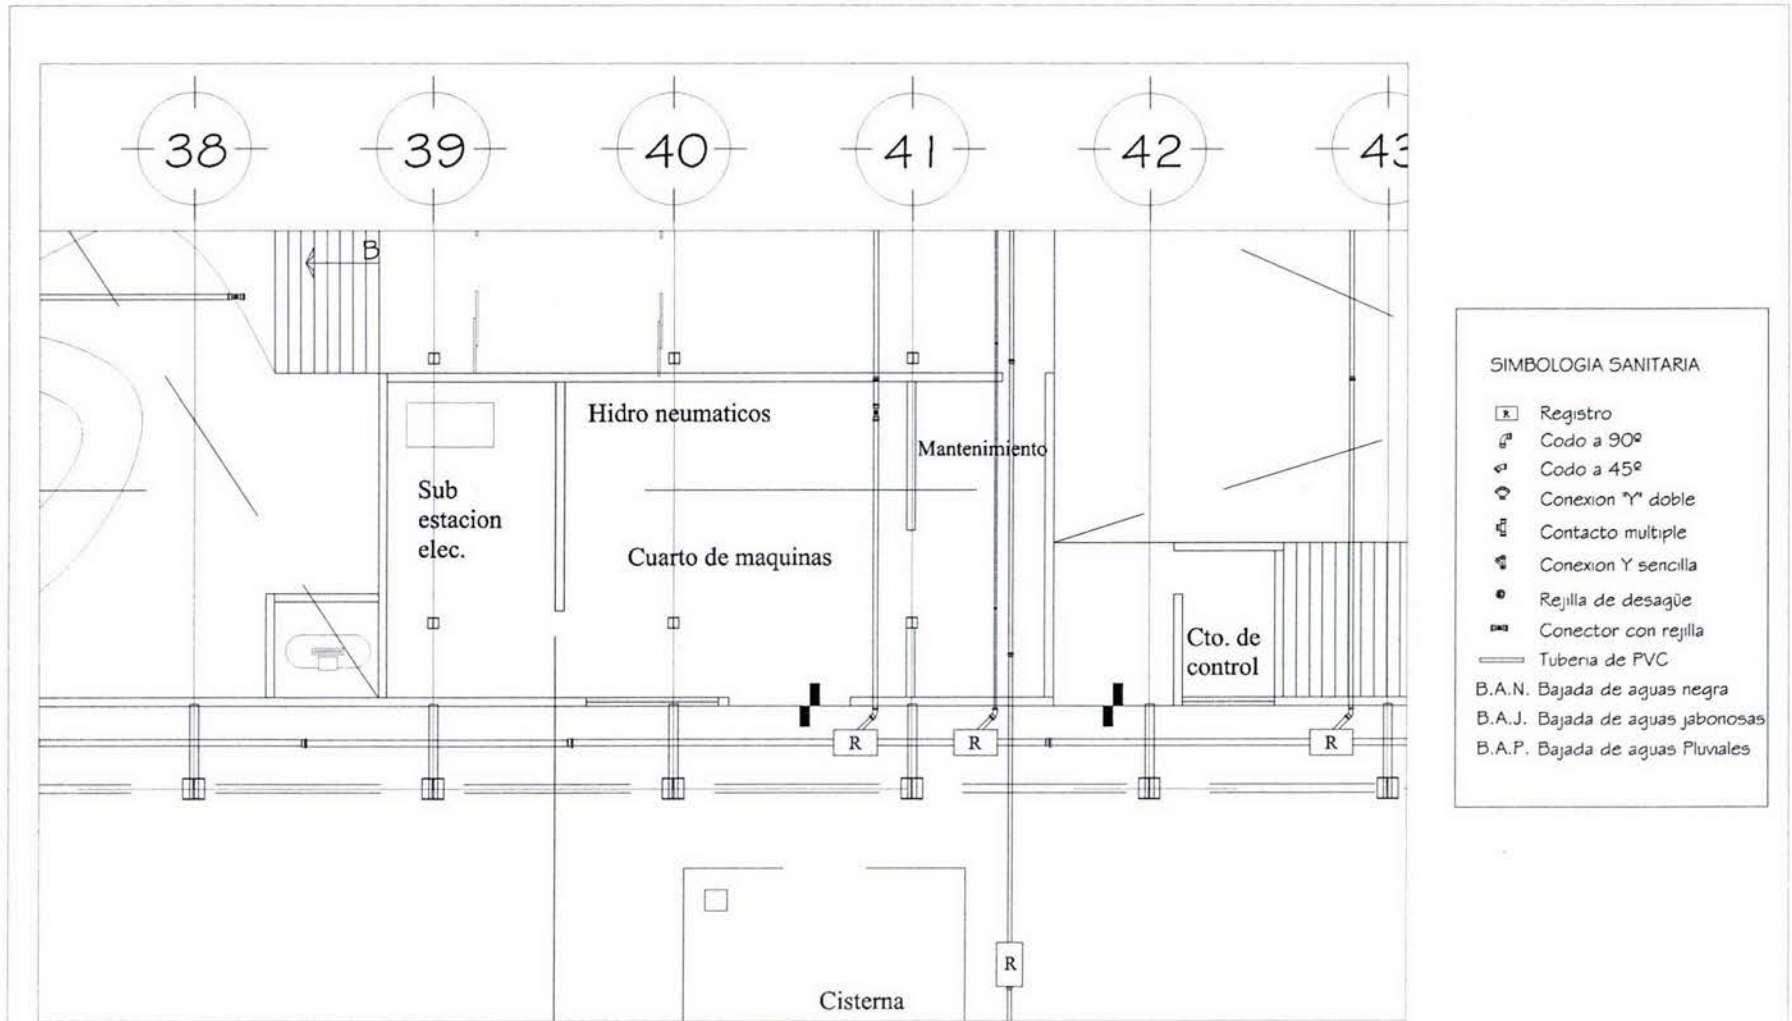 38
39
40
41
42
43
B
Hidro neumaticos
Mantenimiento
Sub
estacion
elec.
Cuarto de maquinas
Cto. de
control
R
R
R
R
Cisterna
SIMBOLOGIA SANITARIA
R Registro
Codo a 90º
Codo a 45º
Conexion "Y" doble
Contacto multiple
Conexion Y sencilla
Rejilla de desagüe
Conector con rejilla
Tuberia de PVC
B.A.N. Bajada de aguas negra
B.A.J. Bajada de aguas jabonosas
B.A.P. Bajada de aguas Pluviales